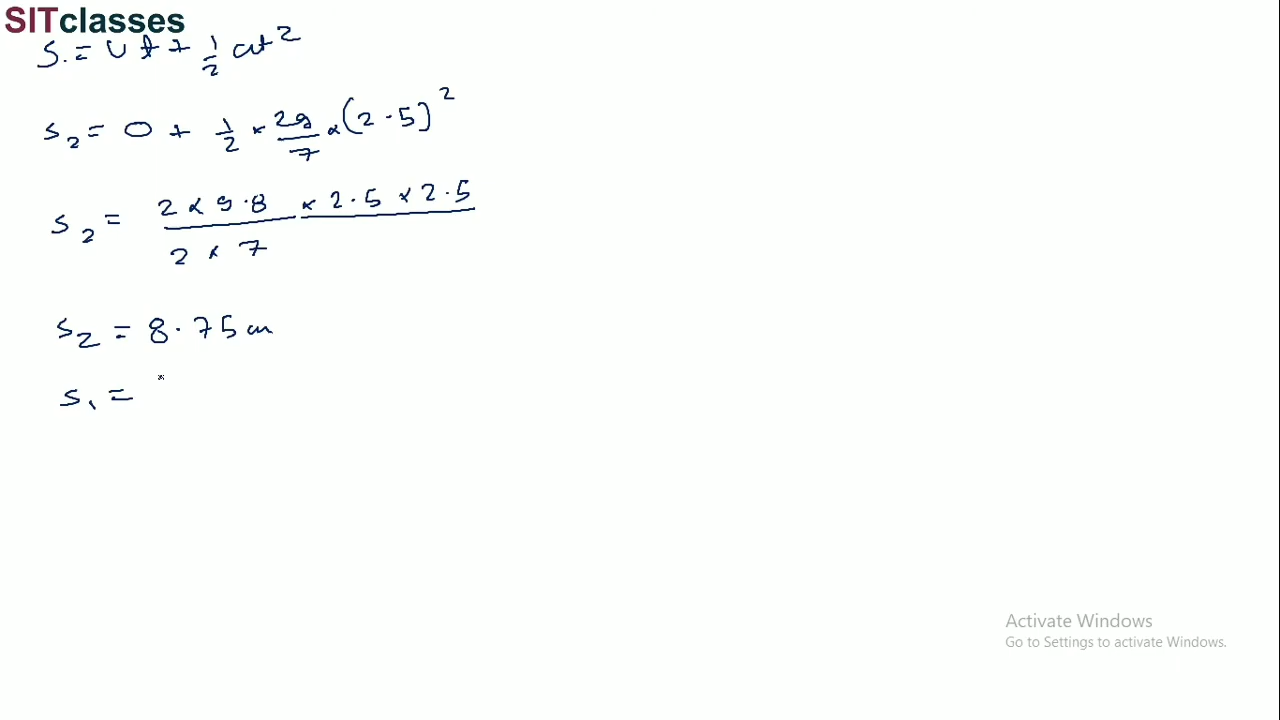 SITclasses
S. = U t + 1/2 at²
S₂ = 0 + 1/2 × 2g/7 × (2.5)²
S₂ = 2 × 9.8 × 2.5 × 2.5 / 2 × 7
S₂ = 8.75 m
S₁ =
Activate Windows
Go to Settings to activate Windows.